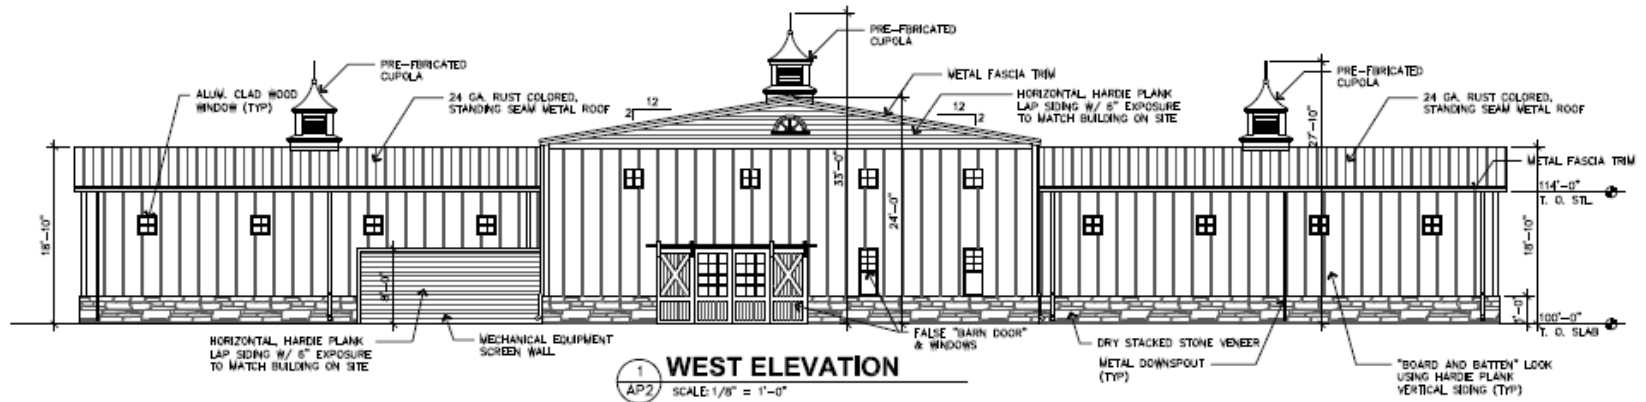 PRE-FBRICATED
CUPOLA
PRE-FBRICATED
CUPOLA
PRE-FBRICATED
CUPOLA
ALUM. CLAD WOOD
WINDOW (TYP)
24 GA. RUST COLORED,
STANDING SEAM METAL ROOF
METAL FASCIA TRIM
HORIZONTAL, HARDIE PLANK
LAP SIDING W/ 6" EXPOSURE
TO MATCH BUILDING ON SITE
24 GA. RUST COLORED,
STANDING SEAM METAL ROOF
12
2
12
2
METAL FASCIA TRIM
114'-0"
T. O. STL.
18'-10"
8'-0"
33'-0"
24'-0"
27'-10"
18'-10"
100'-0"
T. O. SLAB
HORIZONTAL, HARDIE PLANK
LAP SIDING W/ 6" EXPOSURE
TO MATCH BUILDING ON SITE
MECHANICAL EQUIPMENT
SCREEN WALL
FALSE "BARN DOOR"
& WINDOWS
DRY STACKED STONE VENEER
METAL DOWNSPOUT
(TYP)
"BOARD AND BATTEN" LOOK
USING HARDIE PLANK
VERTICAL SIDING (TYP)
1
AP2
WEST ELEVATION
SCALE: 1/8" = 1'-0"